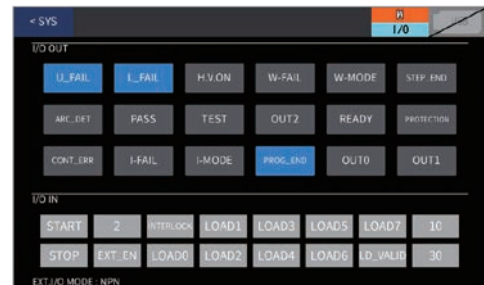 < SYS
I/O
I/O OUT
U_FAIL L_FAIL H.V.ON W-FAIL W-MODE STEP_END
ARC_DET PASS TEST OUT2 READY PROTECTION
CONT_ERR I-FAIL I-MODE PROG_END OUT0 OUT1
I/O IN
START 2 INTERLOCK LOAD1 LOAD3 LOAD5 LOAD7 10
STOP EXT_EN LOAD0 LOAD2 LOAD4 LOAD6 LD_VALID 30
EXT.I/O MODE : NPN